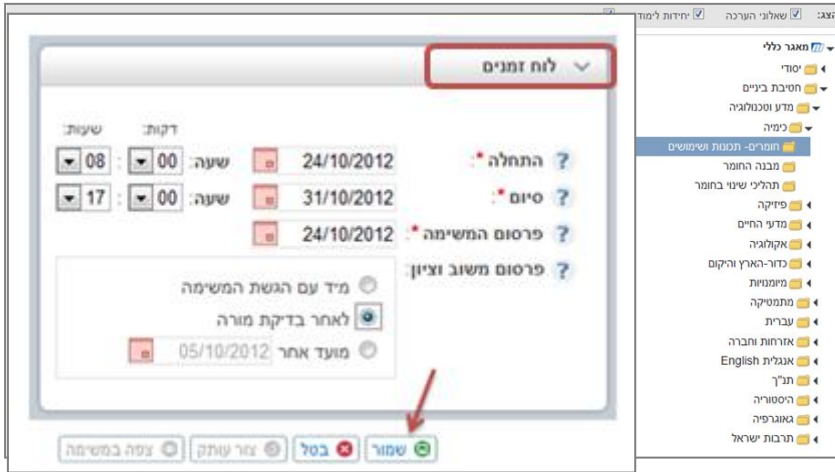 הצג: שאלוני הערכה יחידות לימוד
מאגר כללי
יסודי
חטיבת ביניים
מדע וטכנולוגיה
כימיה
חומרים- תכונות ושימושים
מבנה החומר
תהליכי שינוי בחומר
פיזיקה
מדעי החיים
אקולוגיה
כדור-הארץ והיקום
מיומנויות
מתמטיקה
עברית
אזרחות וחברה
אנגלית English
תנ"ך
היסטוריה
גאוגרפיה
תרבות ישראל
לוח זמנים
דקות: שעות:
? התחלה *: 24/10/2012 שעה: 00 : 08
? סיום *: 31/10/2012 שעה: 00 : 17
? פרסום המשימה *: 24/10/2012
? פרסום משוב וציון:
מיד עם הגשת המשימה
לאחר בדיקת מורה
מועד אחר 05/10/2012
שמור בטל צור עותק צפה במשימה